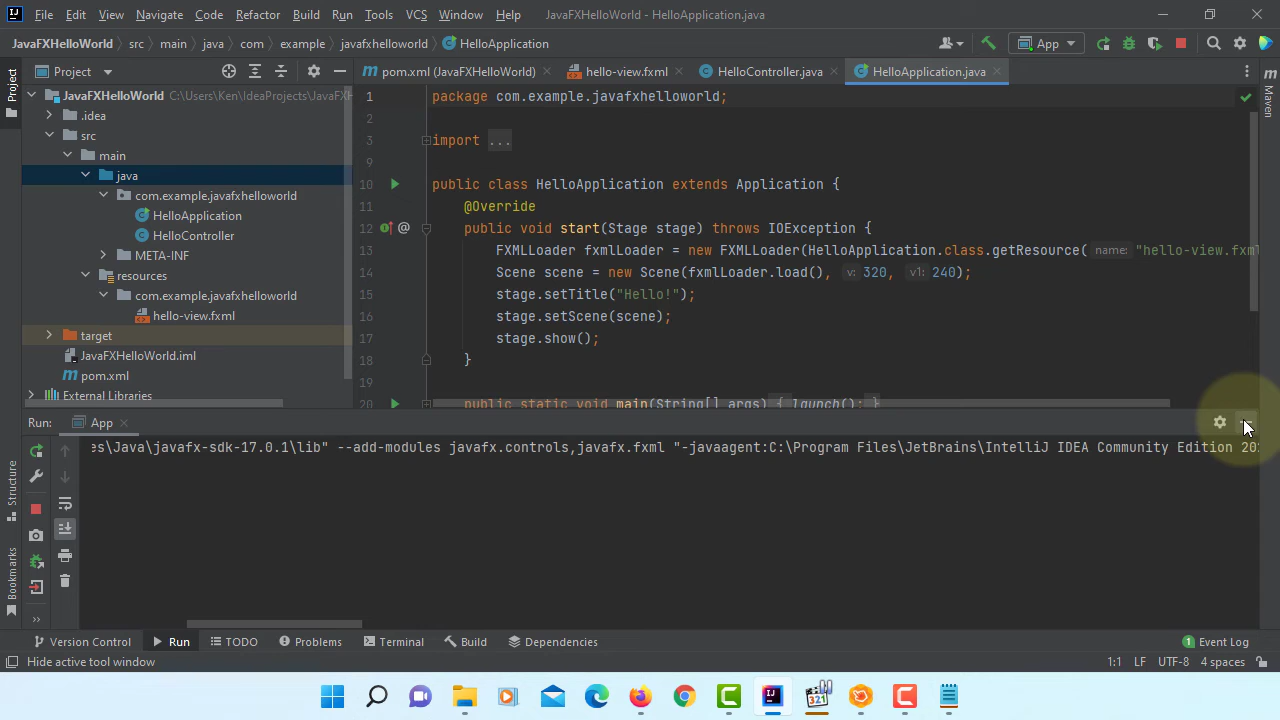 File Edit View Navigate Code Refactor Build Run Tools VCS Window Help JavaFXHelloWorld - HelloApplication.java
JavaFXHelloWorld src main java com example javafxhelloworld HelloApplication App
Project
Project
pom.xml (JavaFXHelloWorld) hello-view.fxml HelloController.java HelloApplication.java
Maven
JavaFXHelloWorld C:\Users\Ken\IdeaProjects\JavaFX
.idea
src
main
java
com.example.javafxhelloworld
HelloApplication
HelloController
META-INF
resources
com.example.javafxhelloworld
hello-view.fxml
target
JavaFXHelloWorld.iml
pom.xml
External Libraries
1 package com.example.javafxhelloworld;
2
3 import ...
9
10 public class HelloApplication extends Application {
11 @Override
12 @ public void start(Stage stage) throws IOException {
13 FXMLLoader fxmlLoader = new FXMLLoader(HelloApplication.class.getResource( name: "hello-view.fxml
14 Scene scene = new Scene(fxmlLoader.load(), v: 320, v1: 240);
15 stage.setTitle("Hello!");
16 stage.setScene(scene);
17 stage.show();
18 }
19
20 public static void main(String[] args) { launch(); }
Run: App
es\Java\javafx-sdk-17.0.1\lib" --add-modules javafx.controls,javafx.fxml "-javaagent:C:\Program Files\JetBrains\IntelliJ IDEA Community Edition 202
Structure
Bookmarks
Version Control Run TODO Problems Terminal Build Dependencies 1 Event Log
Hide active tool window 1:1 LF UTF-8 4 spaces
321